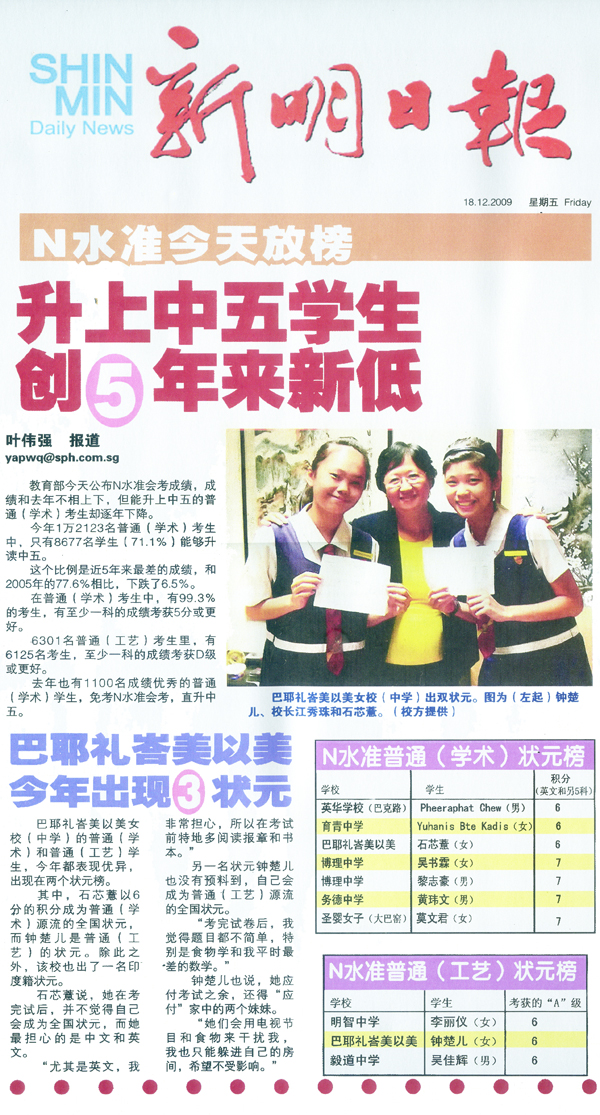 SHIN
MIN
Daily News
新明日報
18.12.2009 星期五 Friday
N水准今天放榜
升上中五学生
创5年来新低
叶伟强 报道
yapwq@sph.com.sg
教育部今天公布N水准会考成绩，成
绩和去年不相上下，但能升上中五的普
通（学术）考生却逐年下降。
今年1万2123名普通（学术）考生
中，只有8677名学生（71.1%）能够升
读中五。
这个比例是近5年来最差的成绩，和
2005年的77.6%相比，下跌了6.5%。
在普通（学术）考生中，有99.3%
的考生，有至少一科的成绩考获5分或更
好。
6301名普通（工艺）考生里，有
6125名考生，至少一科的成绩考获D级
或更好。
去年也有1100名成绩优秀的普通
（学术）学生，免考N水准会考，直升中
五。
巴耶礼峇美以美女校（中学）出双状元。图为（左起）钟楚
儿、校长江秀珠和石芯薏。（校方提供）
巴耶礼峇美以美
今年出现3状元
巴耶礼峇美以美女
校（中学）的普通（学
术）和普通（工艺）学
生，今年都表现优异，
出现在两个状元榜。
其中，石芯薏以6
分的积分成为普通（学
术）源流的全国状元，
而钟楚儿是普通（工
艺）的状元。除此之
外，该校也出了一名印
度籍状元。
石芯薏说，她在考
完试后，并不觉得自己
会成为全国状元，而她
最担心的是中文和英
文。
“尤其是英文，我
非常担心，所以在考试
前特地多阅读报章和书
本。”
另一名状元钟楚儿
也没有预料到，自己会
成为普通（工艺）源流
的全国状元。
“考完试卷后，我
觉得题目都不简单，特
别是食物学和我平时最
差的数学。”
钟楚儿也说，她应
付考试之余，还得“应
付”家中的两个妹妹。
“她们会用电视节
目和食物来干扰我，
我也只能躲进自己的房
间，希望不受影响。”
N水准普通（学术）状元榜
学校 学生 积分（英文和另5科）
英华学校（巴克路） Pheeraphat Chew（男） 6
育青中学 Yuhanis Bte Kadis（女） 6
巴耶礼峇美以美 石芯薏（女） 6
博理中学 吴书霖（女） 7
博理中学 黎志豪（男） 7
务德中学 黄玮文（男） 7
圣婴女子（大巴窑） 莫文君（女） 7
N水准普通（工艺）状元榜
学校 学生 考获的“A”级
明智中学 李丽仪（女） 6
巴耶礼峇美以美 钟楚儿（女） 6
毅道中学 吴佳辉（男） 6